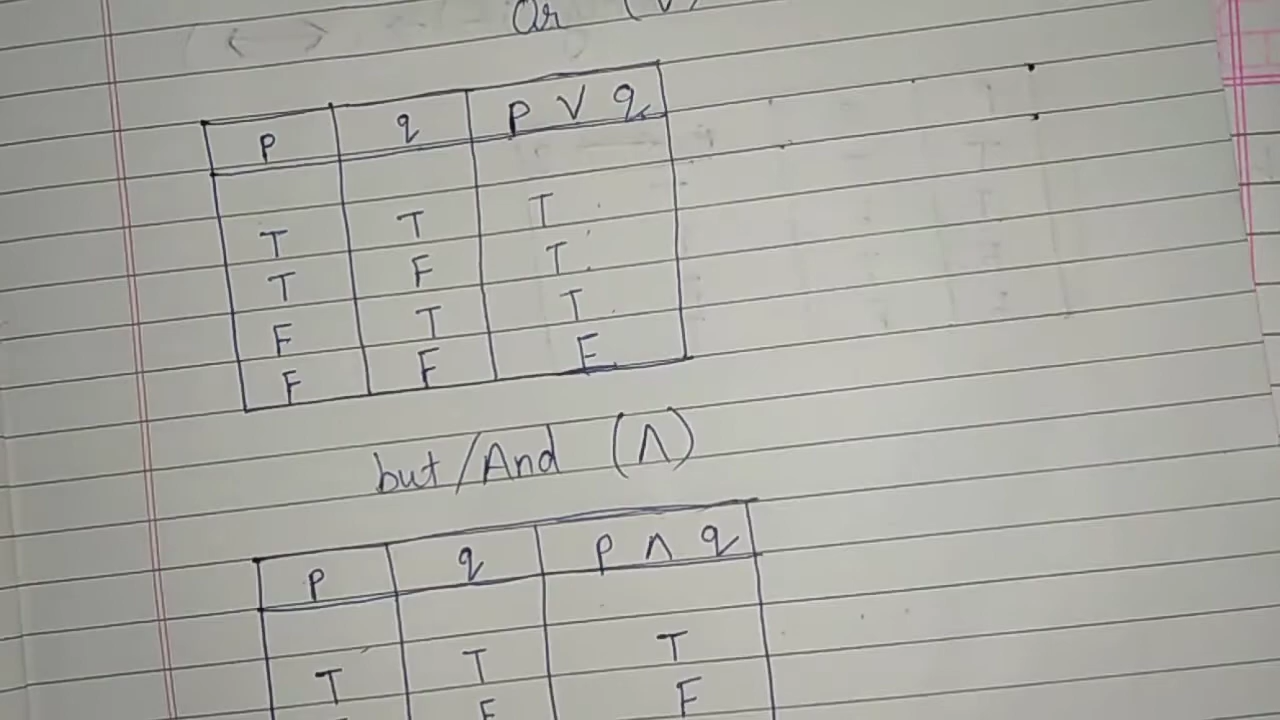 Or (V)
p q p V q
T T T
T F T
F T T
F F F
but/And (Λ)
p q p Λ q
T T T
F F